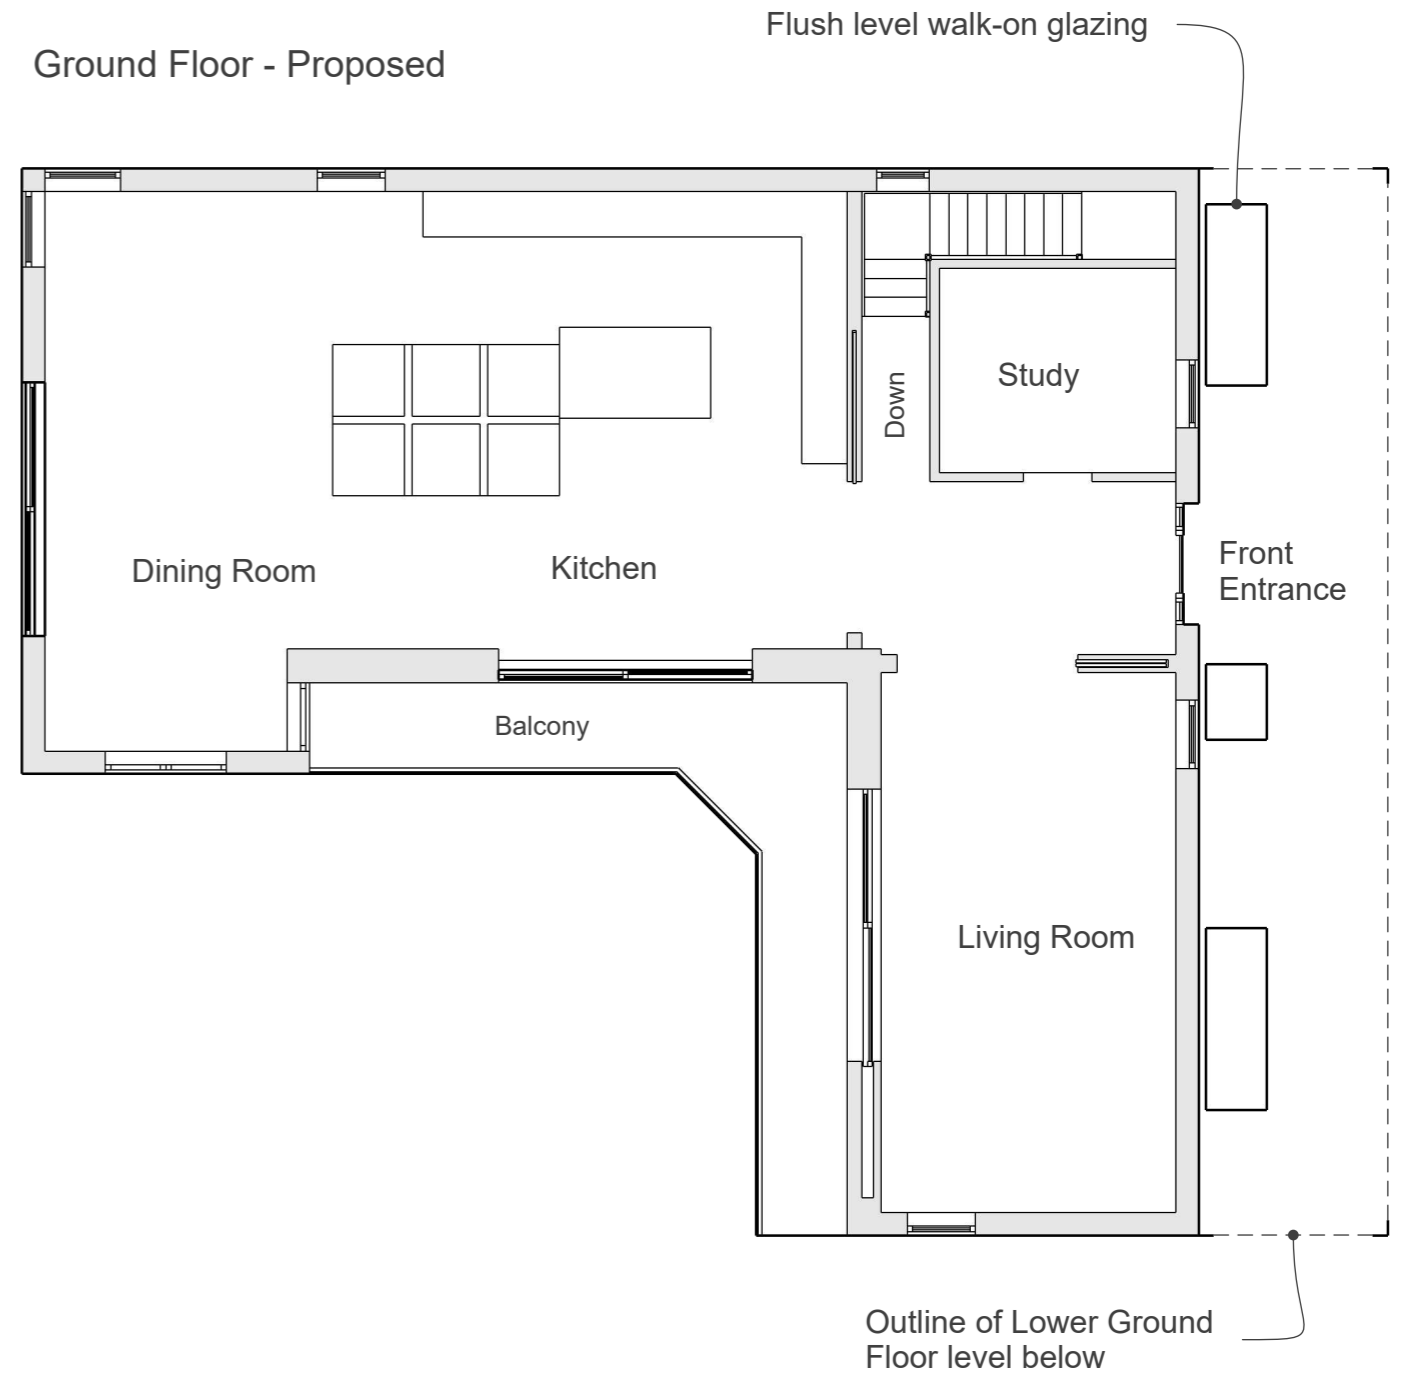 Flush level walk-on glazing
Ground Floor - Proposed
Study
Down
Dining Room
Kitchen
Front
Entrance
Balcony
Living Room
Outline of Lower Ground
Floor level below